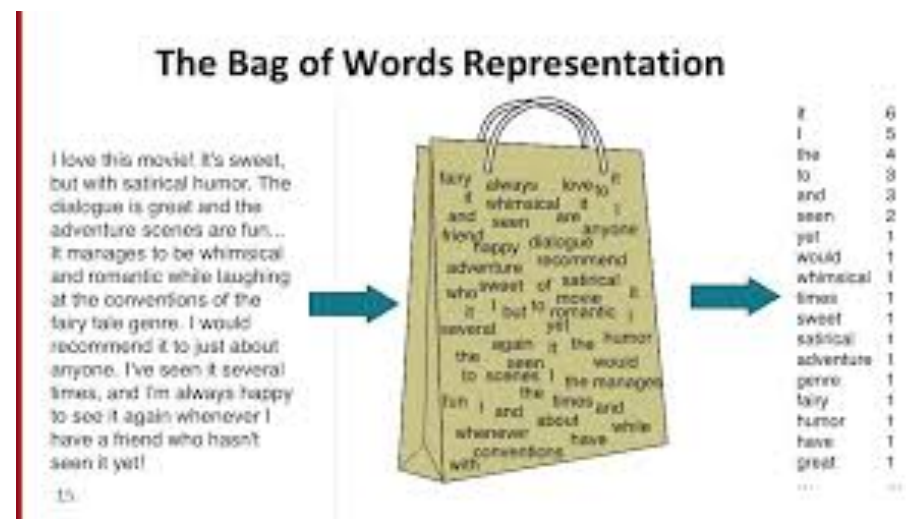 The Bag of Words Representation
I love this movie! It's sweet,
but with satirical humor. The
dialogue is great and the
adventure scenes are fun...
It manages to be whimsical
and romantic while laughing
at the conventions of the
fairy tale genre. I would
recommend it to just about
anyone. I've seen it several
times, and I'm always happy
to see it again whenever I
have a friend who hasn't
seen it yet!
15
fairy always love to it
it whimsical it I
and seen are
friend anyone
happy dialogue
adventure recommend
who sweet of satirical
it I but to movie it
romantic I
several yet
again it the humor
the seen would
to scenes I the manages
fun the times and
I and about
whenever while
have
conventions
with
it 6
I 5
the 4
to 3
and 3
seen 2
yet 1
would 1
whimsical 1
times 1
sweet 1
satirical 1
adventure 1
genre 1
fairy 1
humor 1
have 1
great 1
... ...